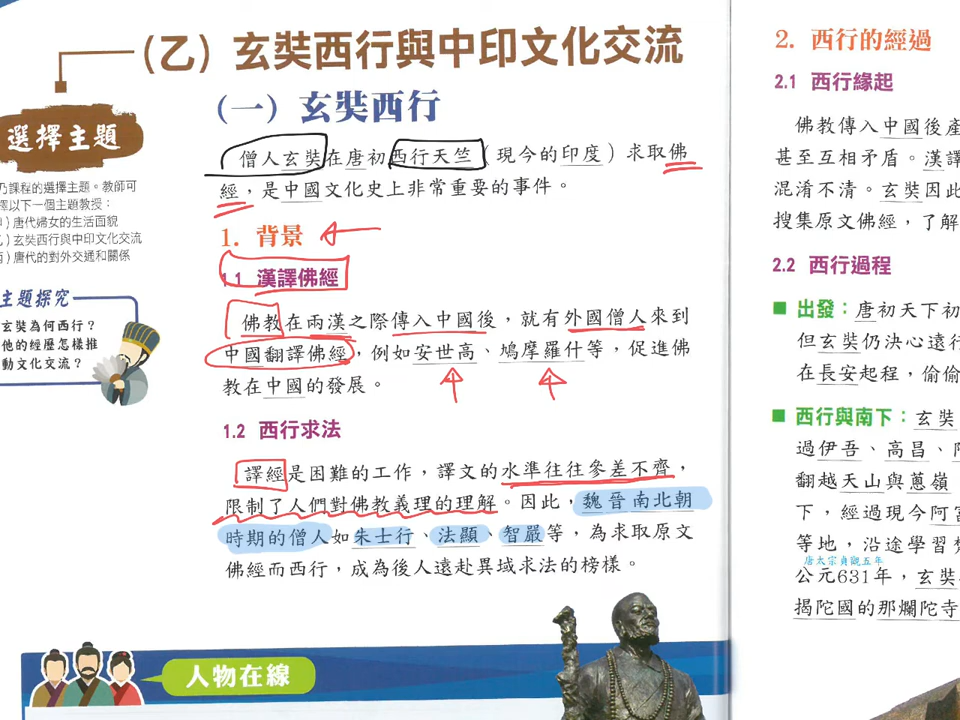 （乙）玄奘西行與中印文化交流
選擇主題
乃課程的選擇主題。教師可
擇以下一個主題教授：
）唐代婦女的生活面貌
乙）玄奘西行與中印文化交流
）唐代的對外交通和關係
主題探究
玄奘為何西行？
他的經歷怎樣推
動文化交流？
（一）玄奘西行
僧人玄奘在唐初西行天竺（現今的印度）求取佛
經，是中國文化史上非常重要的事件。
1. 背景
1.1 漢譯佛經
佛教在兩漢之際傳入中國後，就有外國僧人來到
中國翻譯佛經，例如安世高、鳩摩羅什等，促進佛
教在中國的發展。
1.2 西行求法
譯經是困難的工作，譯文的水準往往參差不齊，
限制了人們對佛教義理的理解。因此，魏晉南北朝
時期的僧人如朱士行、法顯、智嚴等，為求取原文
佛經而西行，成為後人遠赴異域求法的榜樣。
人物在線
2. 西行的經過
2.1 西行緣起
佛教傳入中國後產
甚至互相矛盾。漢譯
混淆不清。玄奘因此
搜集原文佛經，了解
2.2 西行過程
出發：唐初天下初
但玄奘仍決心遠行
在長安起程，偷偷
西行與南下：玄奘
過伊吾、高昌、
翻越天山與蔥嶺
下，經過現今阿富
等地，沿途學習梵
唐太宗貞觀五年
公元631年，玄奘
揭陀國的那爛陀寺